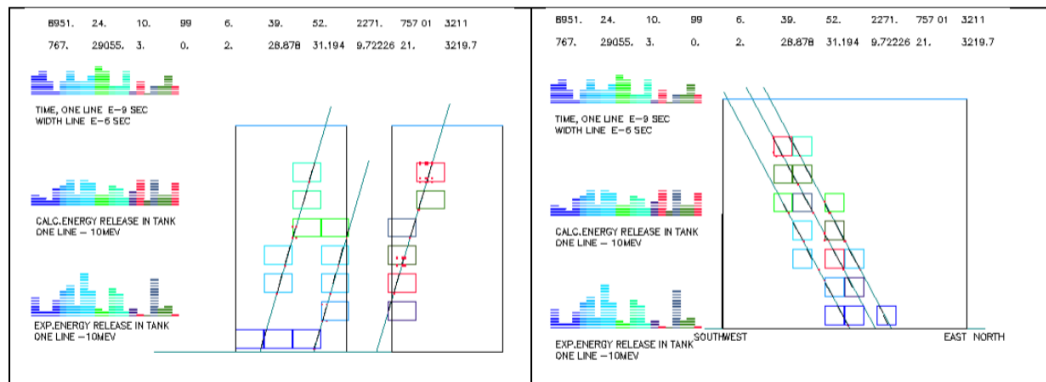 8951. 24. 10. 99 6. 39. 52. 2271. 757 01 3211
767. 29055. 3. 0. 2. 28.878 31.194 9.72226 21. 3219.7
TIME, ONE LINE E-9 SEC
WIDTH LINE E-6 SEC
CALC.ENERGY RELEASE IN TANK
ONE LINE - 10MEV
EXP.ENERGY RELEASE IN TANK
ONE LINE -10MEV
8951. 24. 10. 99 6. 39. 52. 2271. 757 01 3211
767. 29055. 3. 0. 2. 28.878 31.194 9.72226 21. 3219.7
TIME, ONE LINE E-9 SEC
WIDTH LINE E-6 SEC
CALC.ENERGY RELEASE IN TANK
ONE LINE - 10MEV
SOUTHWEST EAST NORTH
EXP.ENERGY RELEASE IN TANK
ONE LINE -10MEV